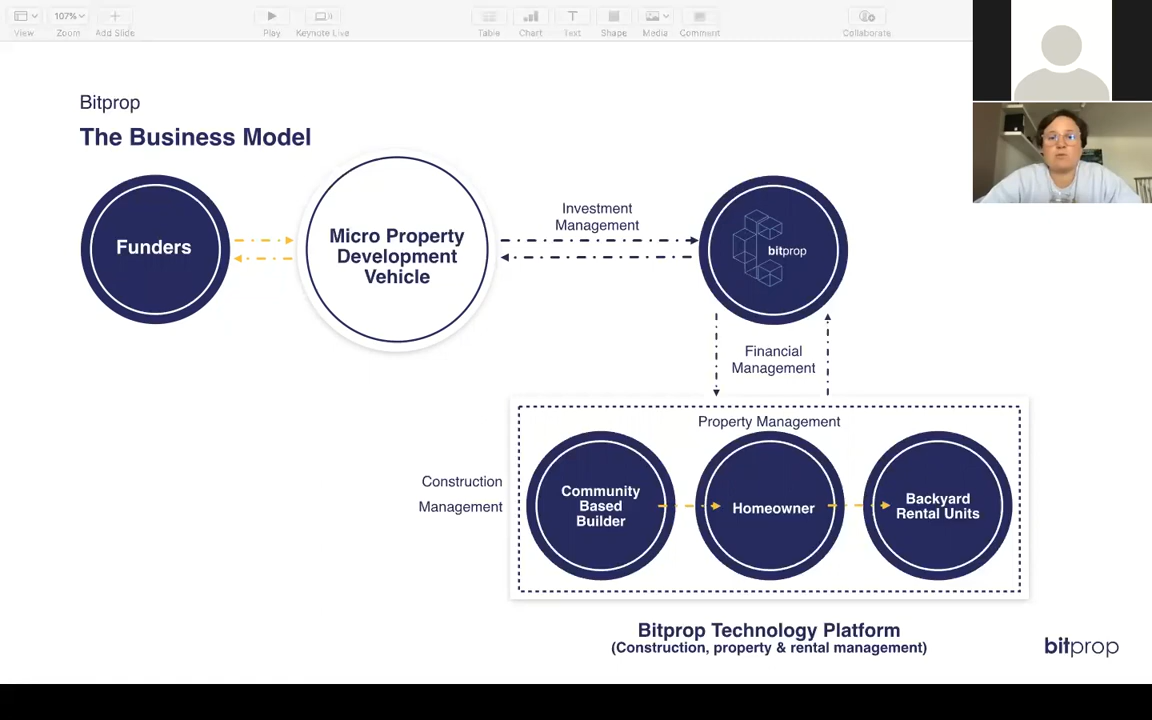 View
107%
Zoom
Add Slide
Play
Keynote Live
Table
Chart
Text
Shape
Media
Comment
Collaborate
Bitprop
The Business Model
Funders
Micro Property
Development
Vehicle
Investment
Management
bitprop
Financial
Management
Property Management
Construction
Management
Community
Based
Builder
Homeowner
Backyard
Rental Units
Bitprop Technology Platform
(Construction, property & rental management)
bitprop